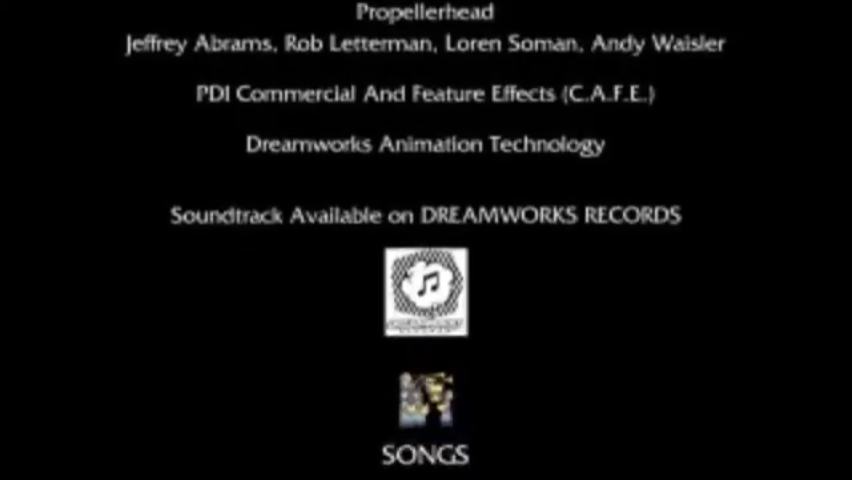 Propellerhead
Jeffrey Abrams, Rob Letterman, Loren Soman, Andy Waisler
PDI Commercial And Feature Effects (C.A.F.E.)
Dreamworks Animation Technology
Soundtrack Available on DREAMWORKS RECORDS
SONGS